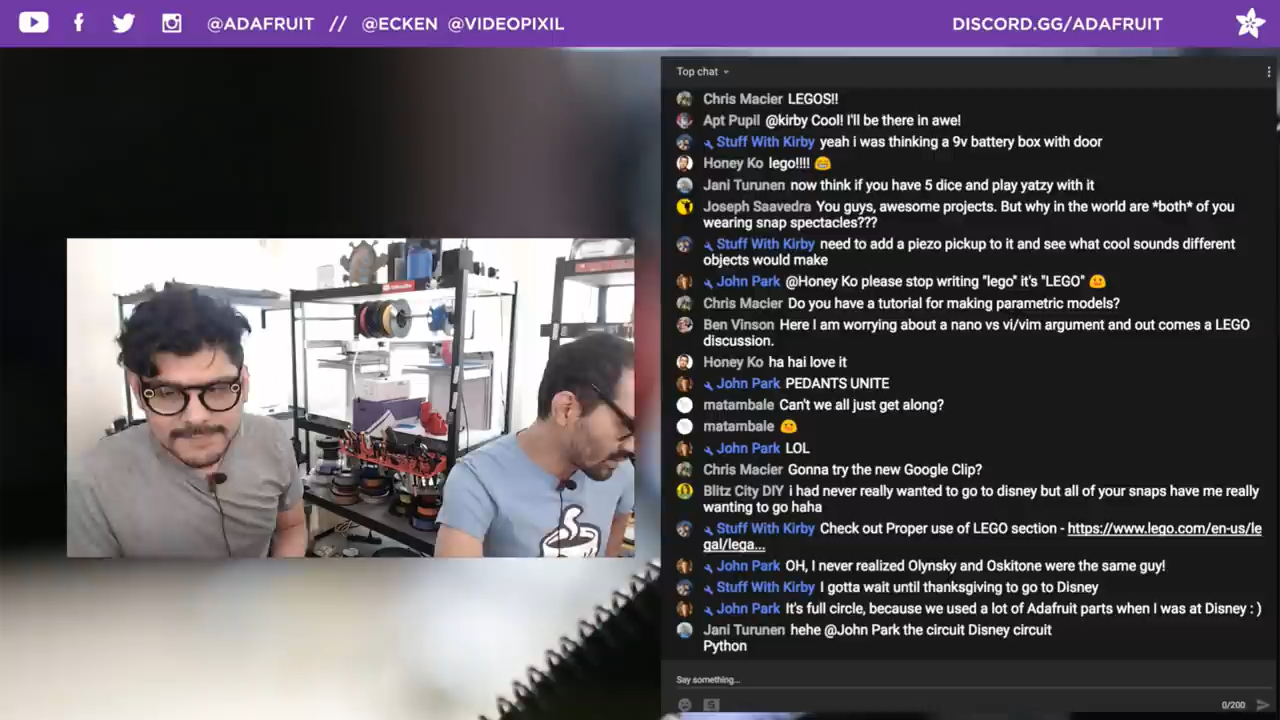 @ADAFRUIT // @ECKEN @VIDEOPIXIL
DISCORD.GG/ADAFRUIT
Top chat
Chris Macier LEGOS!!
Apt Pupil @kirby Cool! I'll be there in awe!
Stuff With Kirby yeah i was thinking a 9v battery box with door
Honey Ko lego!!!! 😂
Jani Turunen now think if you have 5 dice and play yatzy with it
Joseph Saavedra You guys, awesome projects. But why in the world are *both* of you
wearing snap spectacles???
Stuff With Kirby need to add a piezo pickup to it and see what cool sounds different
objects would make
John Park @Honey Ko please stop writing "lego" it's "LEGO" 🙂
Chris Macier Do you have a tutorial for making parametric models?
Ben Vinson Here I am worrying about a nano vs vi/vim argument and out comes a LEGO
discussion.
Honey Ko ha hai love it
John Park PEDANTS UNITE
matambale Can't we all just get along?
matambale 🙂
John Park LOL
Chris Macier Gonna try the new Google Clip?
Blitz City DIY i had never really wanted to go to disney but all of your snaps have me really
wanting to go haha
Stuff With Kirby Check out Proper use of LEGO section - https://www.lego.com/en-us/le
gal/lega...
John Park OH, I never realized Olynsky and Oskitone were the same guy!
Stuff With Kirby I gotta wait until thanksgiving to go to Disney
John Park It's full circle, because we used a lot of Adafruit parts when I was at Disney : )
Jani Turunen hehe @John Park the circuit Disney circuit
Python
Say something...
0/200